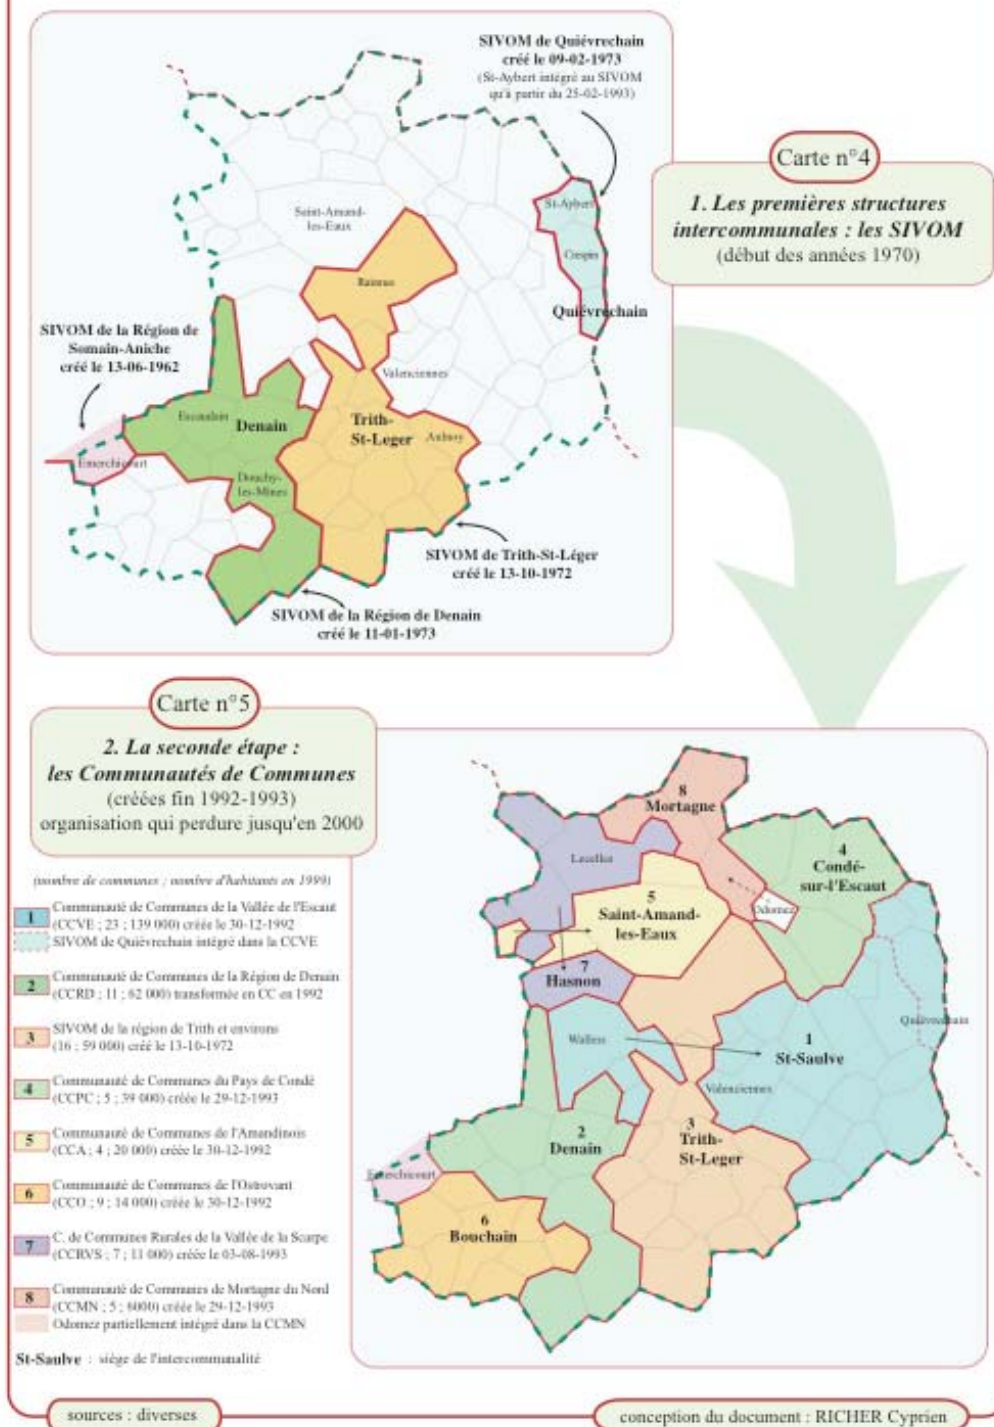 SIVOM de Quiévrechain
créé le 09-02-1973
(St-Aybert intégré au SIVOM
qu'à partir du 25-02-1993)
Carte n°4
1. Les premières structures
intercommunales : les SIVOM
(début des années 1970)
St-Aybert
Saint-Amand-
les-Eaux
Crespin
Raismes
Quiévrechain
SIVOM de la Région de
Somain-Aniche
créé le 13-06-1962
Valenciennes
Escaudain
Denain
Trith-
St-Leger
Aulnoy
Emerchicourt
Douchy-
les-Mines
SIVOM de Trith-St-Léger
créé le 13-10-1972
SIVOM de la Région de Denain
créé le 11-01-1973
Carte n°5
2. La seconde étape :
les Communautés de Communes
(créées fin 1992-1993)
organisation qui perdure jusqu'en 2000
(nombre de communes ; nombre d'habitants en 1999)
1 Communauté de Communes de la Vallée de l'Escaut
(CCVE ; 23 ; 139 000) créée le 30-12-1992
SIVOM de Quièvrechain intégré dans la CCVE
2 Communauté de Communes de la Région de Denain
(CCRD ; 11 ; 62 000) transformée en CC en 1992
3 SIVOM de la région de Trith et environs
(16 ; 59 000) créé le 13-10-1972
4 Communauté de Communes du Pays de Condé
(CCPC ; 5 ; 39 000) créée le 29-12-1993
5 Communauté de Communes de l'Amandinois
(CCA ; 4 ; 20 000) créée le 30-12-1992
6 Communauté de Communes de l'Ostrovant
(CCO ; 9 ; 14 000) créée le 30-12-1992
7 C. de Communes Rurales de la Vallée de la Scarpe
(CCRVS ; 7 ; 11 000) créée le 03-08-1993
8 Communauté de Communes de Mortagne du Nord
(CCMN ; 5 ; 6000) créée le 29-12-1993
Odomez partiellement intégré dans la CCMN
St-Saulve : siège de l'intercommunalité
8
Mortagne
4
Condé-
sur-l'Escaut
Lecelles
5
Saint-Amand-
les-Eaux
Odomez
7
Hasnon
Quiévrechain
Wallers
1
St-Saulve
Valenciennes
2
Denain
3
Trith-
St-Leger
Emerchicourt
6
Bouchain
sources : diverses
conception du document : RICHER Cyprien